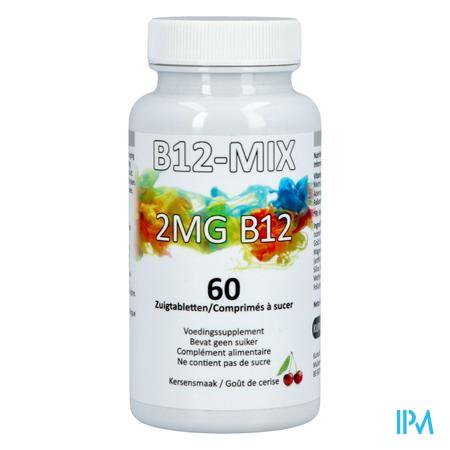 B12-MIX
2MG B12
60
Zuigtabletten/Comprimés à sucer
Voedingssupplement
Bevat geen suiker
Complément alimentaire
Ne contient pas de sucre
Kersensmaak / Goût de cerise
IPM